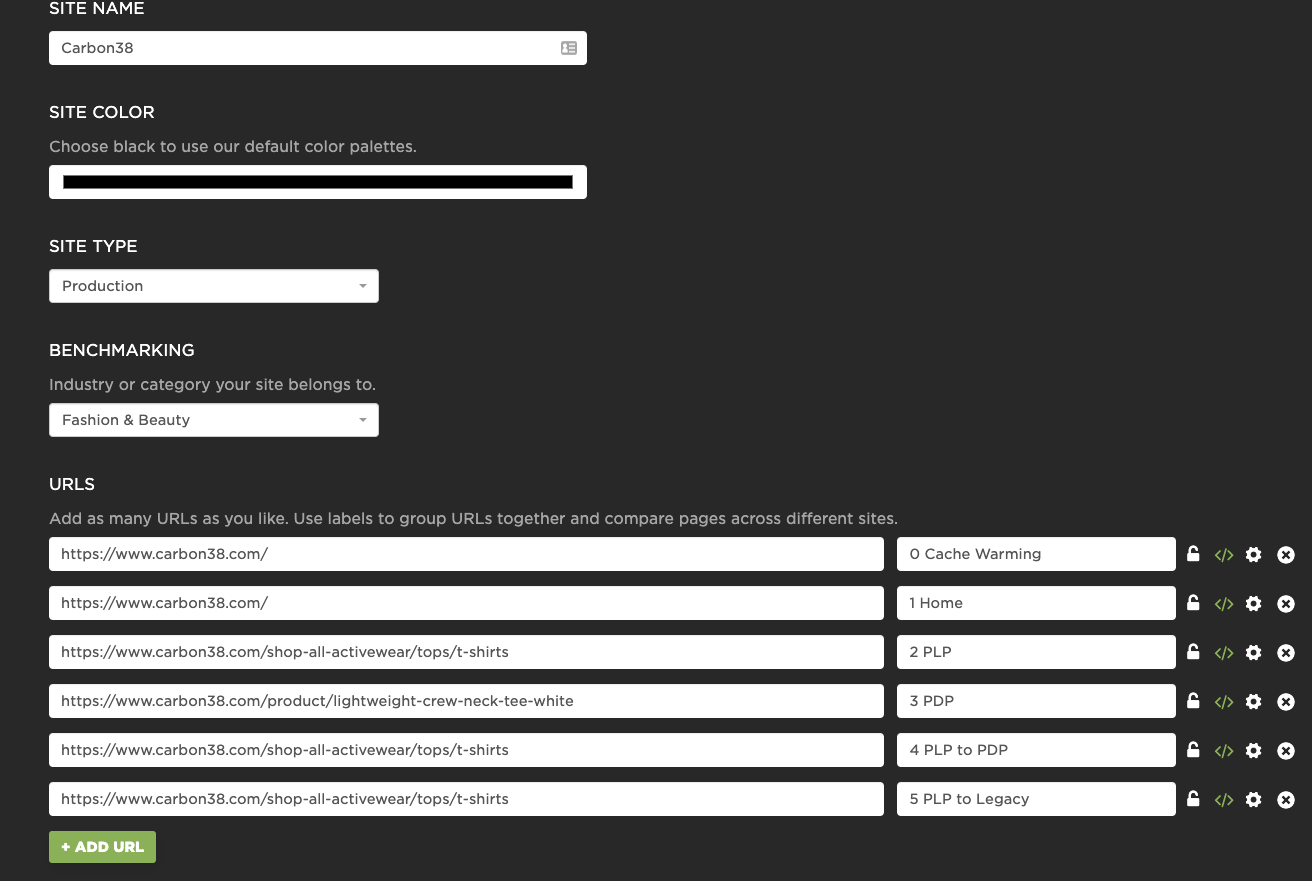 SITE NAME
Carbon38
SITE COLOR
Choose black to use our default color palettes.
SITE TYPE
Production
BENCHMARKING
Industry or category your site belongs to.
Fashion & Beauty
URLS
Add as many URLs as you like. Use labels to group URLs together and compare pages across different sites.
https://www.carbon38.com/ 0 Cache Warming
https://www.carbon38.com/ 1 Home
https://www.carbon38.com/shop-all-activewear/tops/t-shirts 2 PLP
https://www.carbon38.com/product/lightweight-crew-neck-tee-white 3 PDP
https://www.carbon38.com/shop-all-activewear/tops/t-shirts 4 PLP to PDP
https://www.carbon38.com/shop-all-activewear/tops/t-shirts 5 PLP to Legacy
+ ADD URL